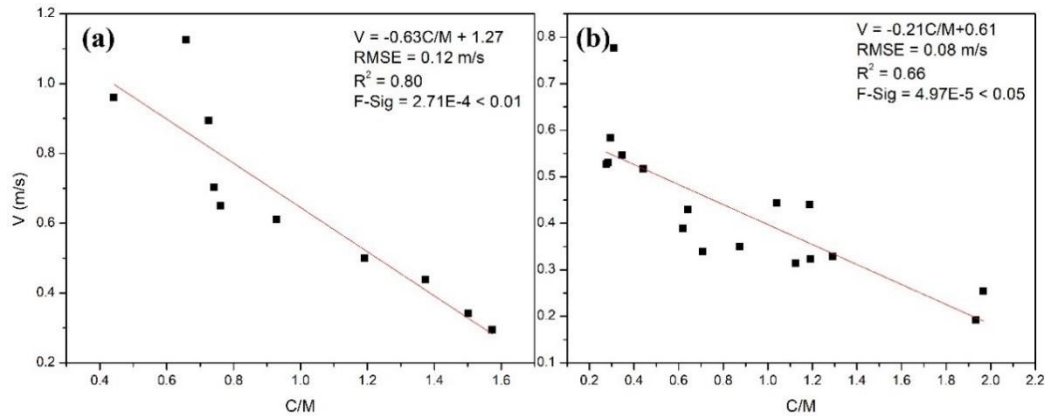 (a)
V = -0.63C/M + 1.27
RMSE = 0.12 m/s
R² = 0.80
F-Sig = 2.71E-4 < 0.01
V (m/s)
1.2
1.0
0.8
0.6
0.4
0.2
0.4 0.6 0.8 1.0 1.2 1.4 1.6
C/M
(b)
V = -0.21C/M+0.61
RMSE = 0.08 m/s
R² = 0.66
F-Sig = 4.97E-5 < 0.05
0.8
0.7
0.6
0.5
0.4
0.3
0.2
0.1
0.2 0.4 0.6 0.8 1.0 1.2 1.4 1.6 1.8 2.0 2.2
C/M